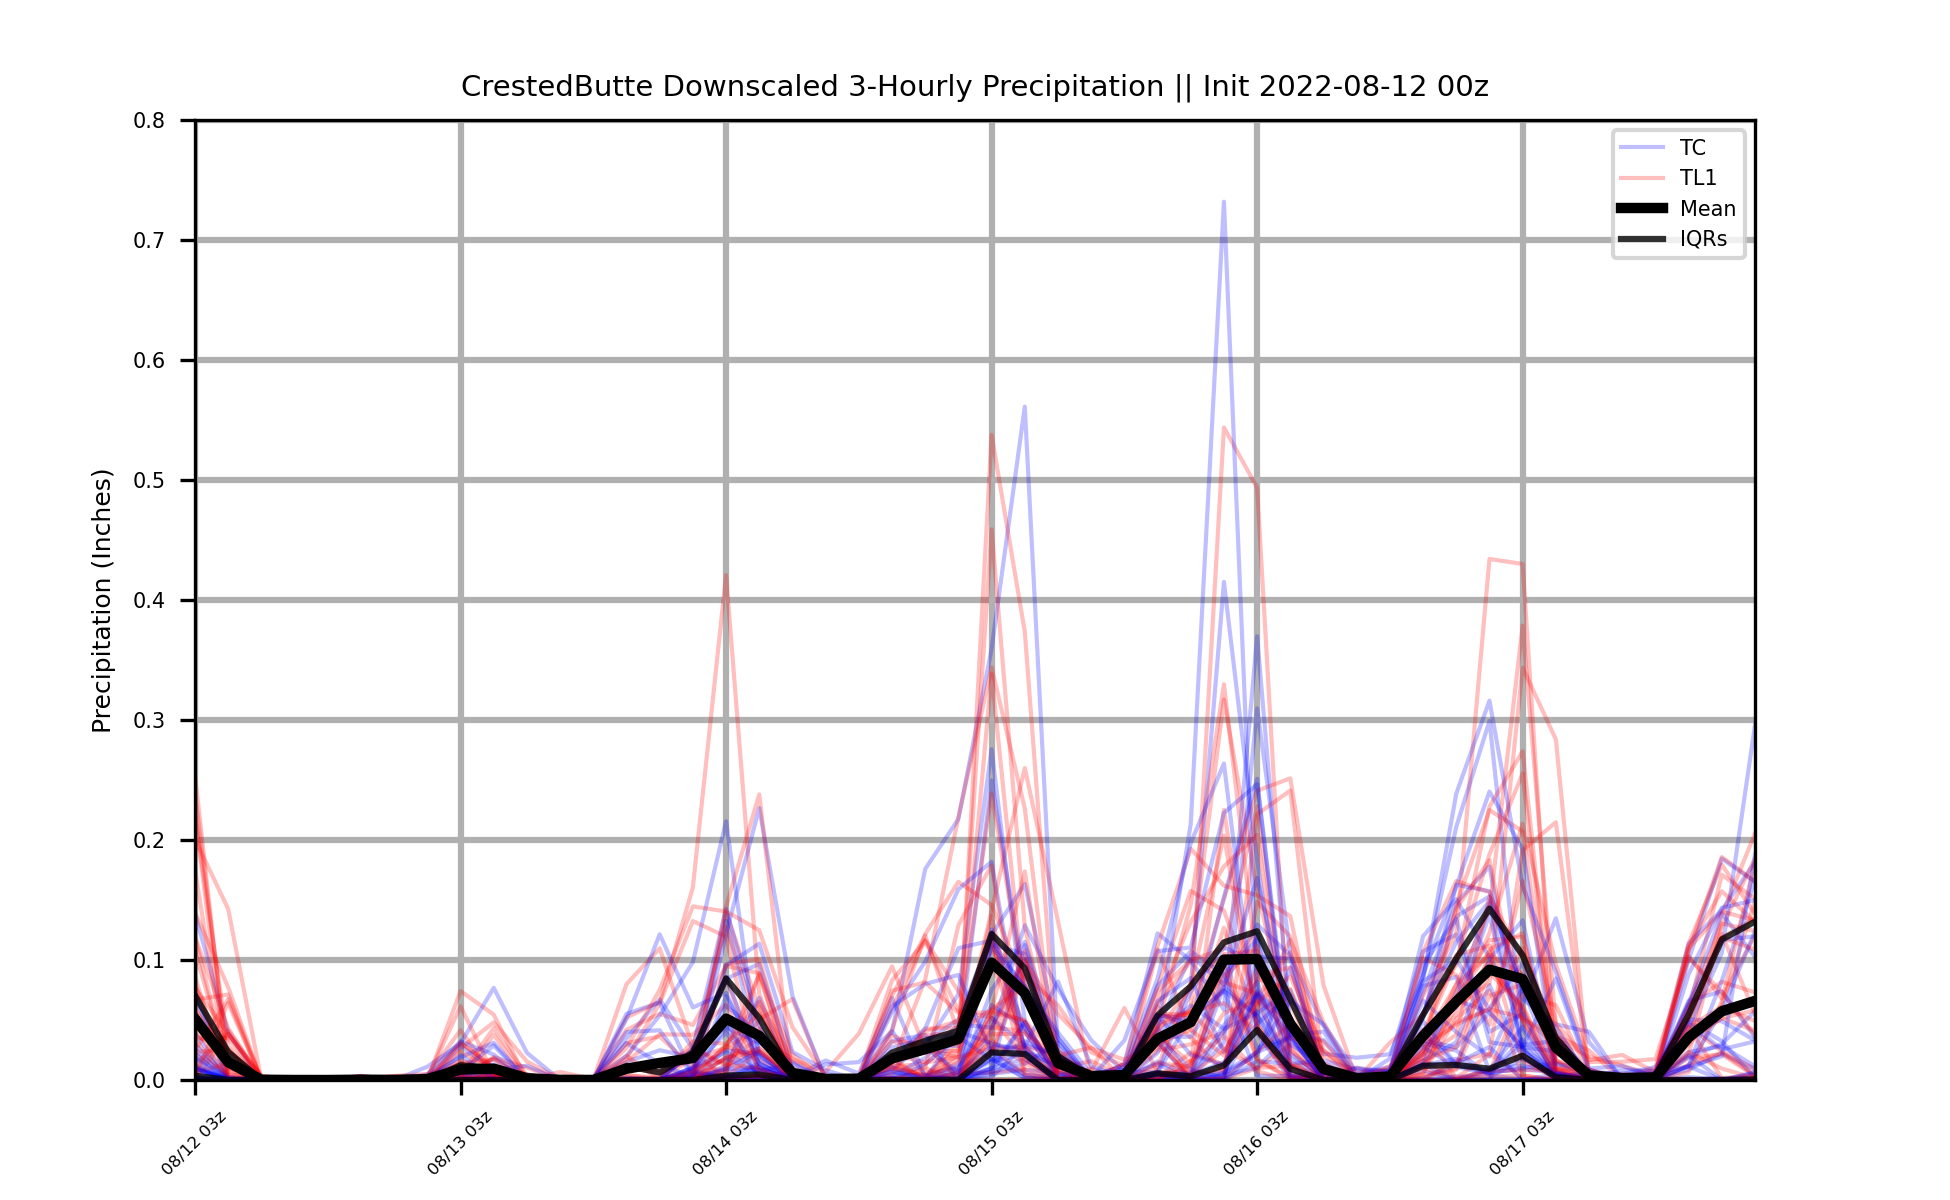 CrestedButte Downscaled 3-Hourly Precipitation || Init 2022-08-12 00z
TC
TL1
Mean
IQRs
Precipitation (Inches)
0.8
0.7
0.6
0.5
0.4
0.3
0.2
0.1
0.0
08/12 03z
08/13 03z
08/14 03z
08/15 03z
08/16 03z
08/17 03z